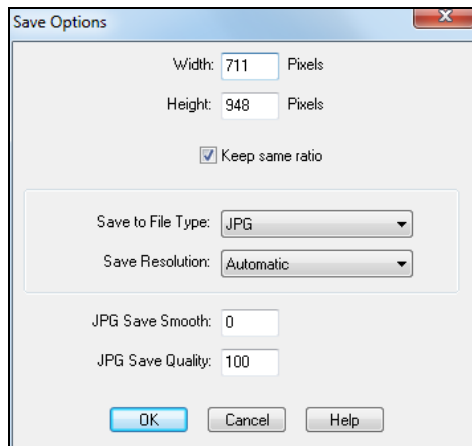 Save Options
Width: 711 Pixels
Height: 948 Pixels
Keep same ratio
Save to File Type: JPG
Save Resolution: Automatic
JPG Save Smooth: 0
JPG Save Quality: 100
OK Cancel Help